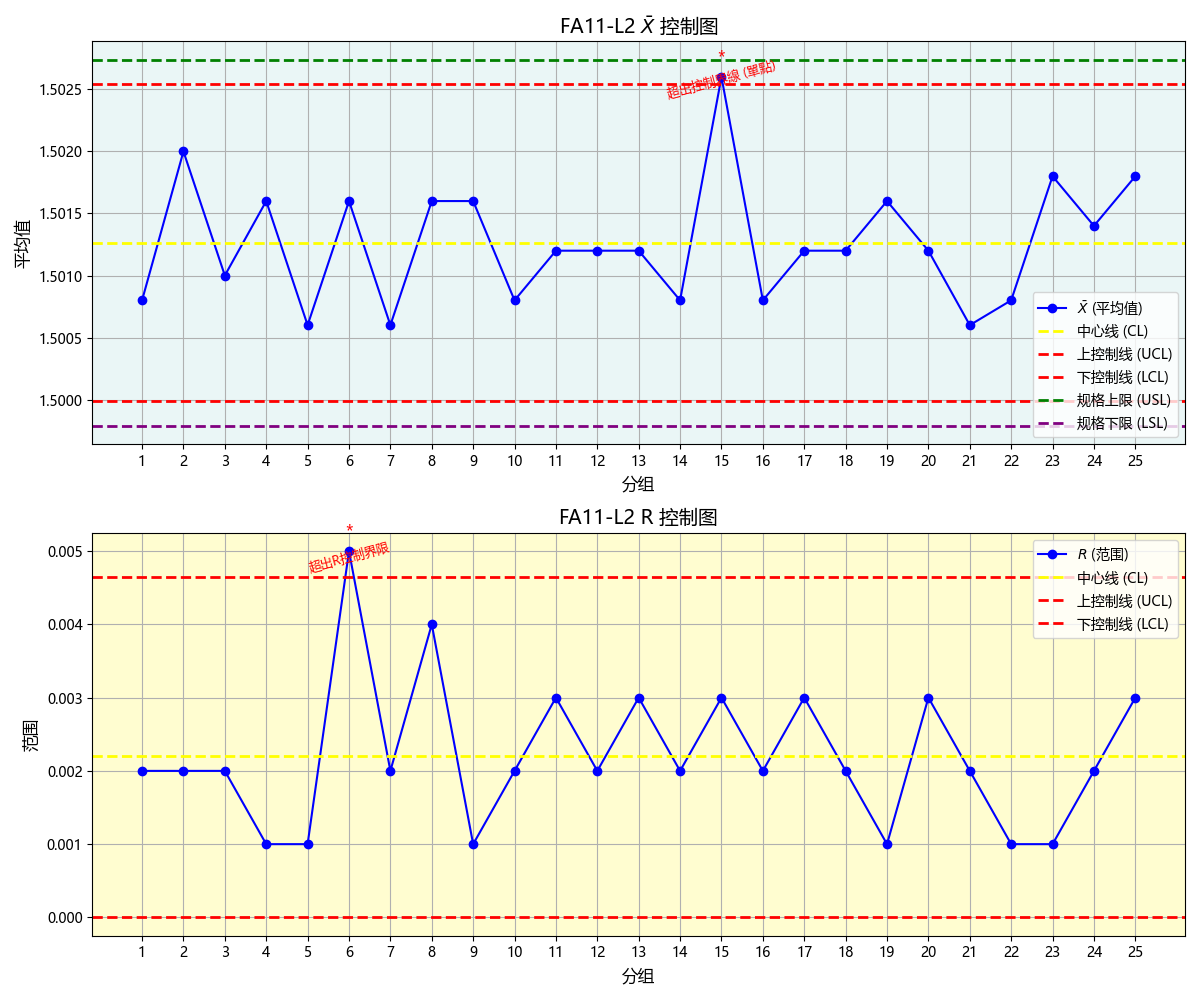 FA11-L2 X̄ 控制图
*
超出控制界線 (單點)
1.5025
1.5020
1.5015
1.5010
1.5005
1.5000
平均值
X̄ (平均值)
中心线 (CL)
上控制线 (UCL)
下控制线 (LCL)
规格上限 (USL)
规格下限 (LSL)
1 2 3 4 5 6 7 8 9 10 11 12 13 14 15 16 17 18 19 20 21 22 23 24 25
分组
FA11-L2 R 控制图
*
超出R控制界限
0.005
0.004
0.003
0.002
0.001
0.000
范围
R (范围)
中心线 (CL)
上控制线 (UCL)
下控制线 (LCL)
1 2 3 4 5 6 7 8 9 10 11 12 13 14 15 16 17 18 19 20 21 22 23 24 25
分组